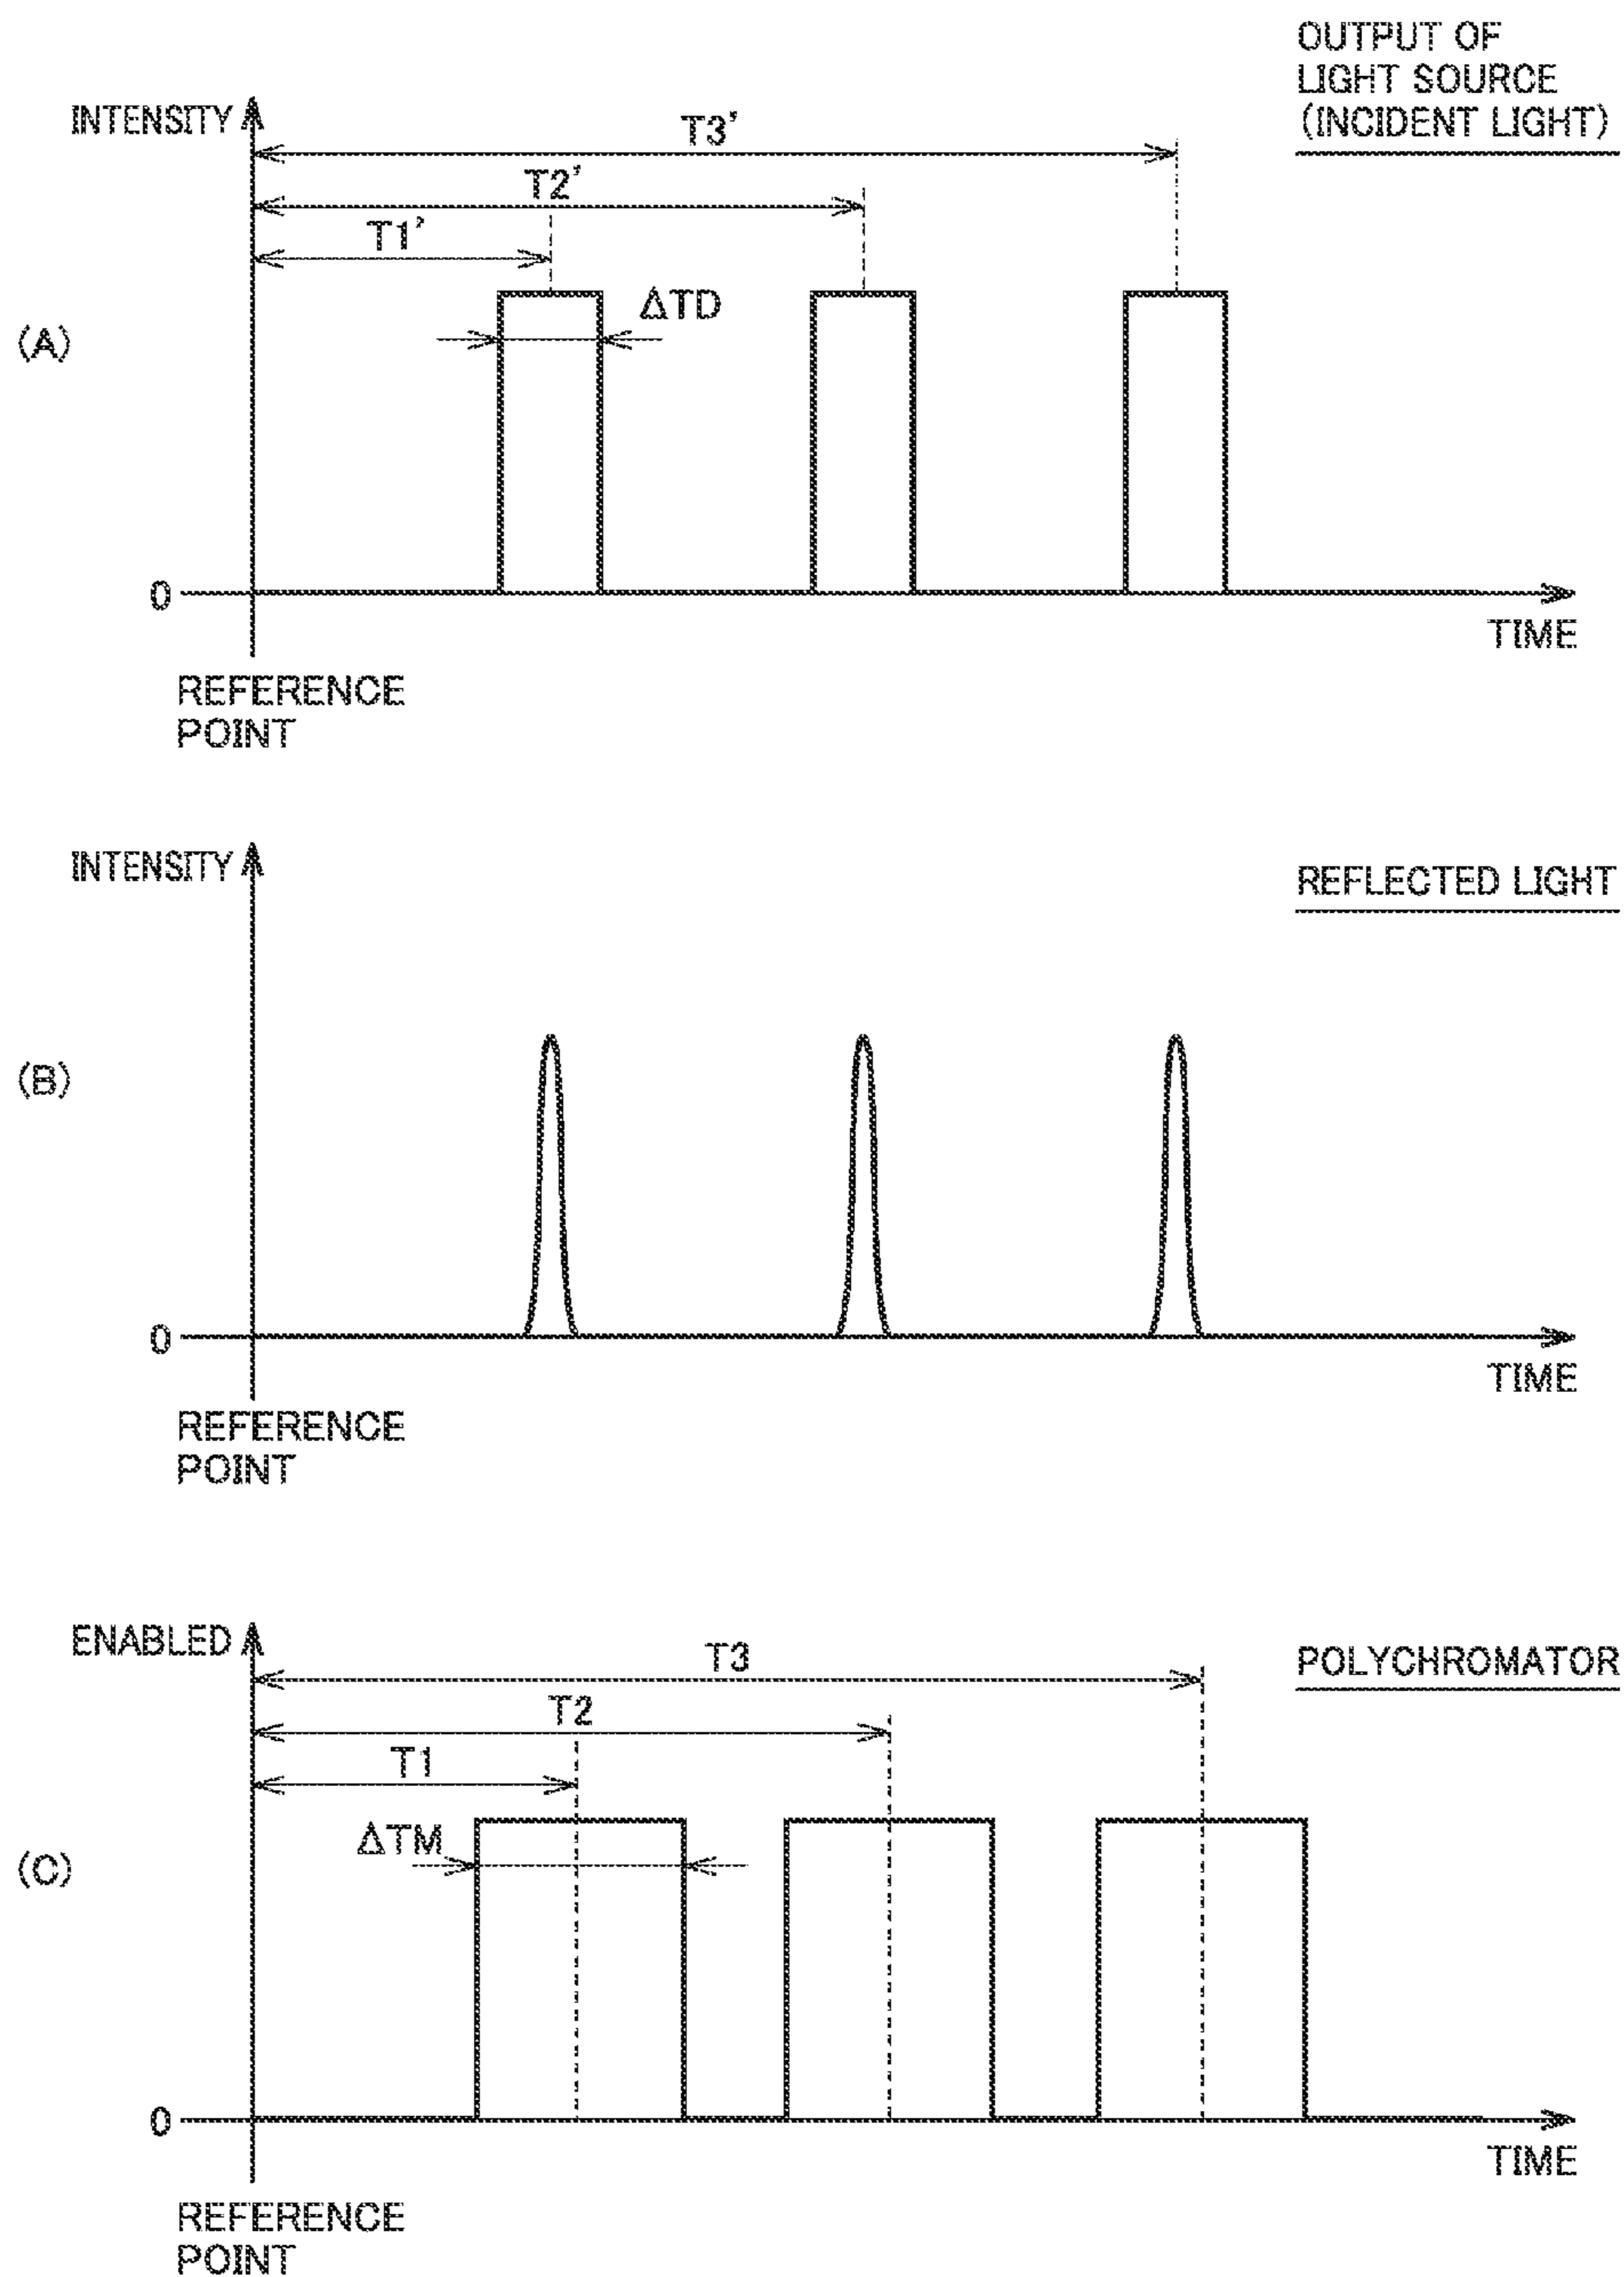 OUTPUT OF
LIGHT SOURCE
(INCIDENT LIGHT)
INTENSITY
T3'
T2'
T1'
ΔTD
(A)
0
TIME
REFERENCE
POINT
INTENSITY
REFLECTED LIGHT
(B)
0
TIME
REFERENCE
POINT
ENABLED
T3
POLYCHROMATOR
T2
T1
ΔTM
(C)
0
TIME
REFERENCE
POINT